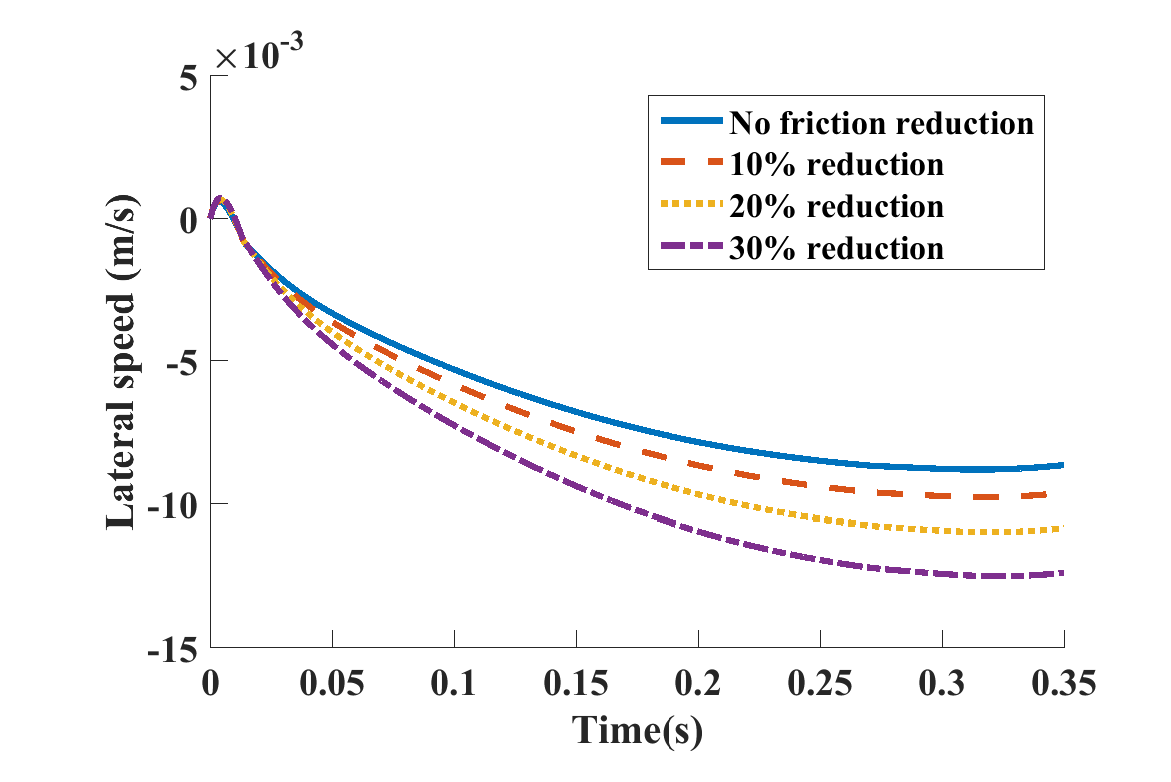 ×10-3
5
0
-5
-10
-15
Lateral speed (m/s)
No friction reduction
10% reduction
20% reduction
30% reduction
0 0.05 0.1 0.15 0.2 0.25 0.3 0.35
Time(s)